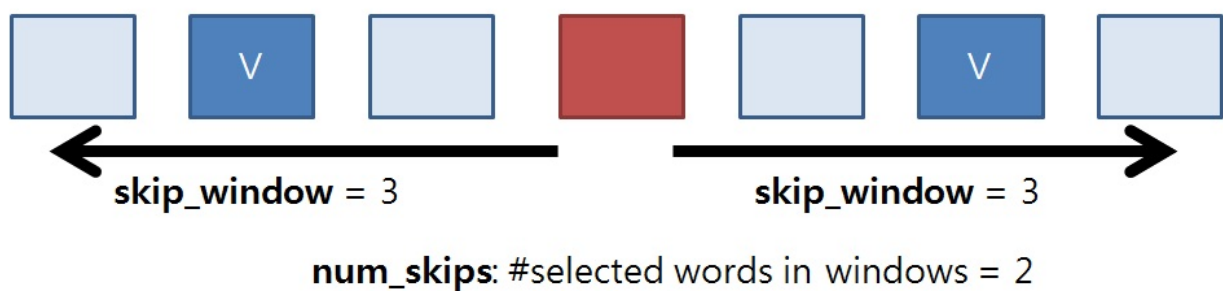 V V
skip_window = 3 skip_window = 3
num_skips: #selected words in windows = 2